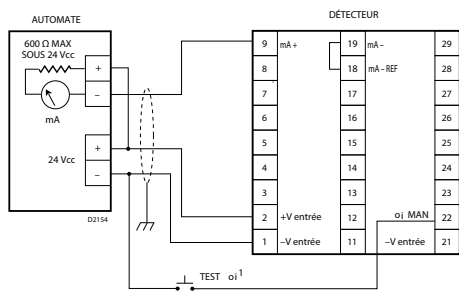 AUTOMATE
600 Ω MAX
SOUS 24 Vcc
+
–
mA
24 Vcc
+
–
D2154
DÉTECTEUR
9 mA + 19 mA – 29
8 18 mA – REF 28
7 17 27
6 16 26
5 15 25
4 14 24
3 13 23
2 +V entrée 12 oi MAN 22
1 –V entrée 11 –V entrée 21
TEST oi 1